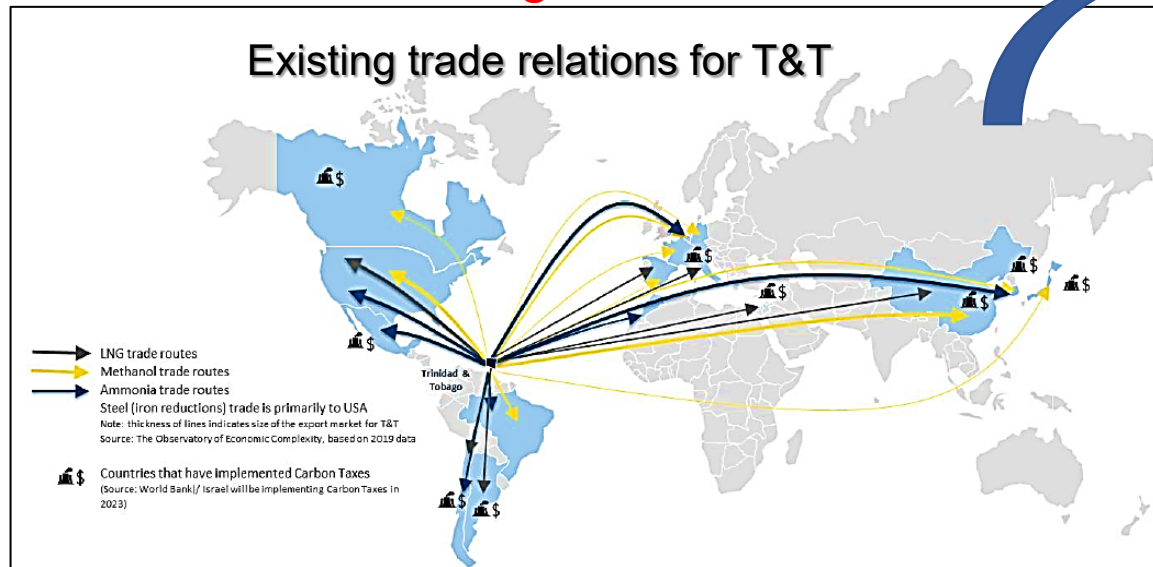 Existing trade relations for T&T
$
$
$
$
$
$
$
Trinidad &
Tobago
LNG trade routes
Methanol trade routes
Ammonia trade routes
Steel (iron reductions) trade is primarily to USA
Note: thickness of lines indicates size of the export market for T&T
Source: The Observatory of Economic Complexity, based on 2019 data
$ Countries that have implemented Carbon Taxes
(Source: World Bank|/ Israel will be implementing Carbon Taxes in
2023)
$
$